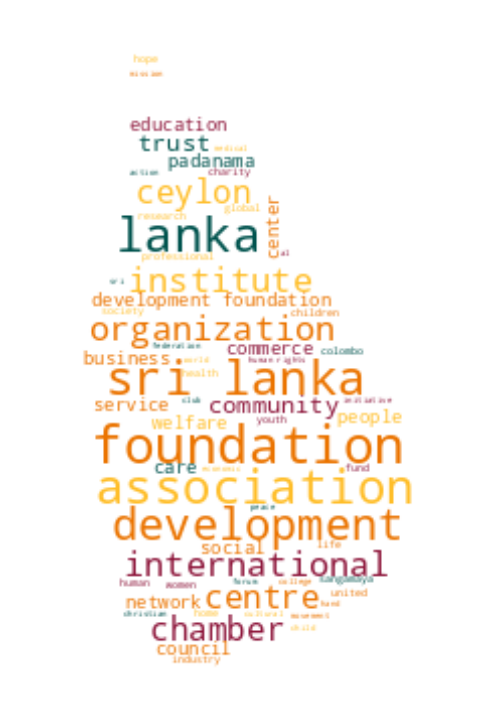 hope
mission
education
trust medical
padanama
action charity
ceylon
global
research
center
lanka
al
professional
sri institute
development foundation
society children
organization
federation commerce colombo
business world human rights
health
sri lanka
service club community initiative
welfare youth people
foundation
care economic fund
association
peace
development
social life
international
human women forum college sangamaya
network centre united
hand
christian home cultural movement
chamber child
council
industry